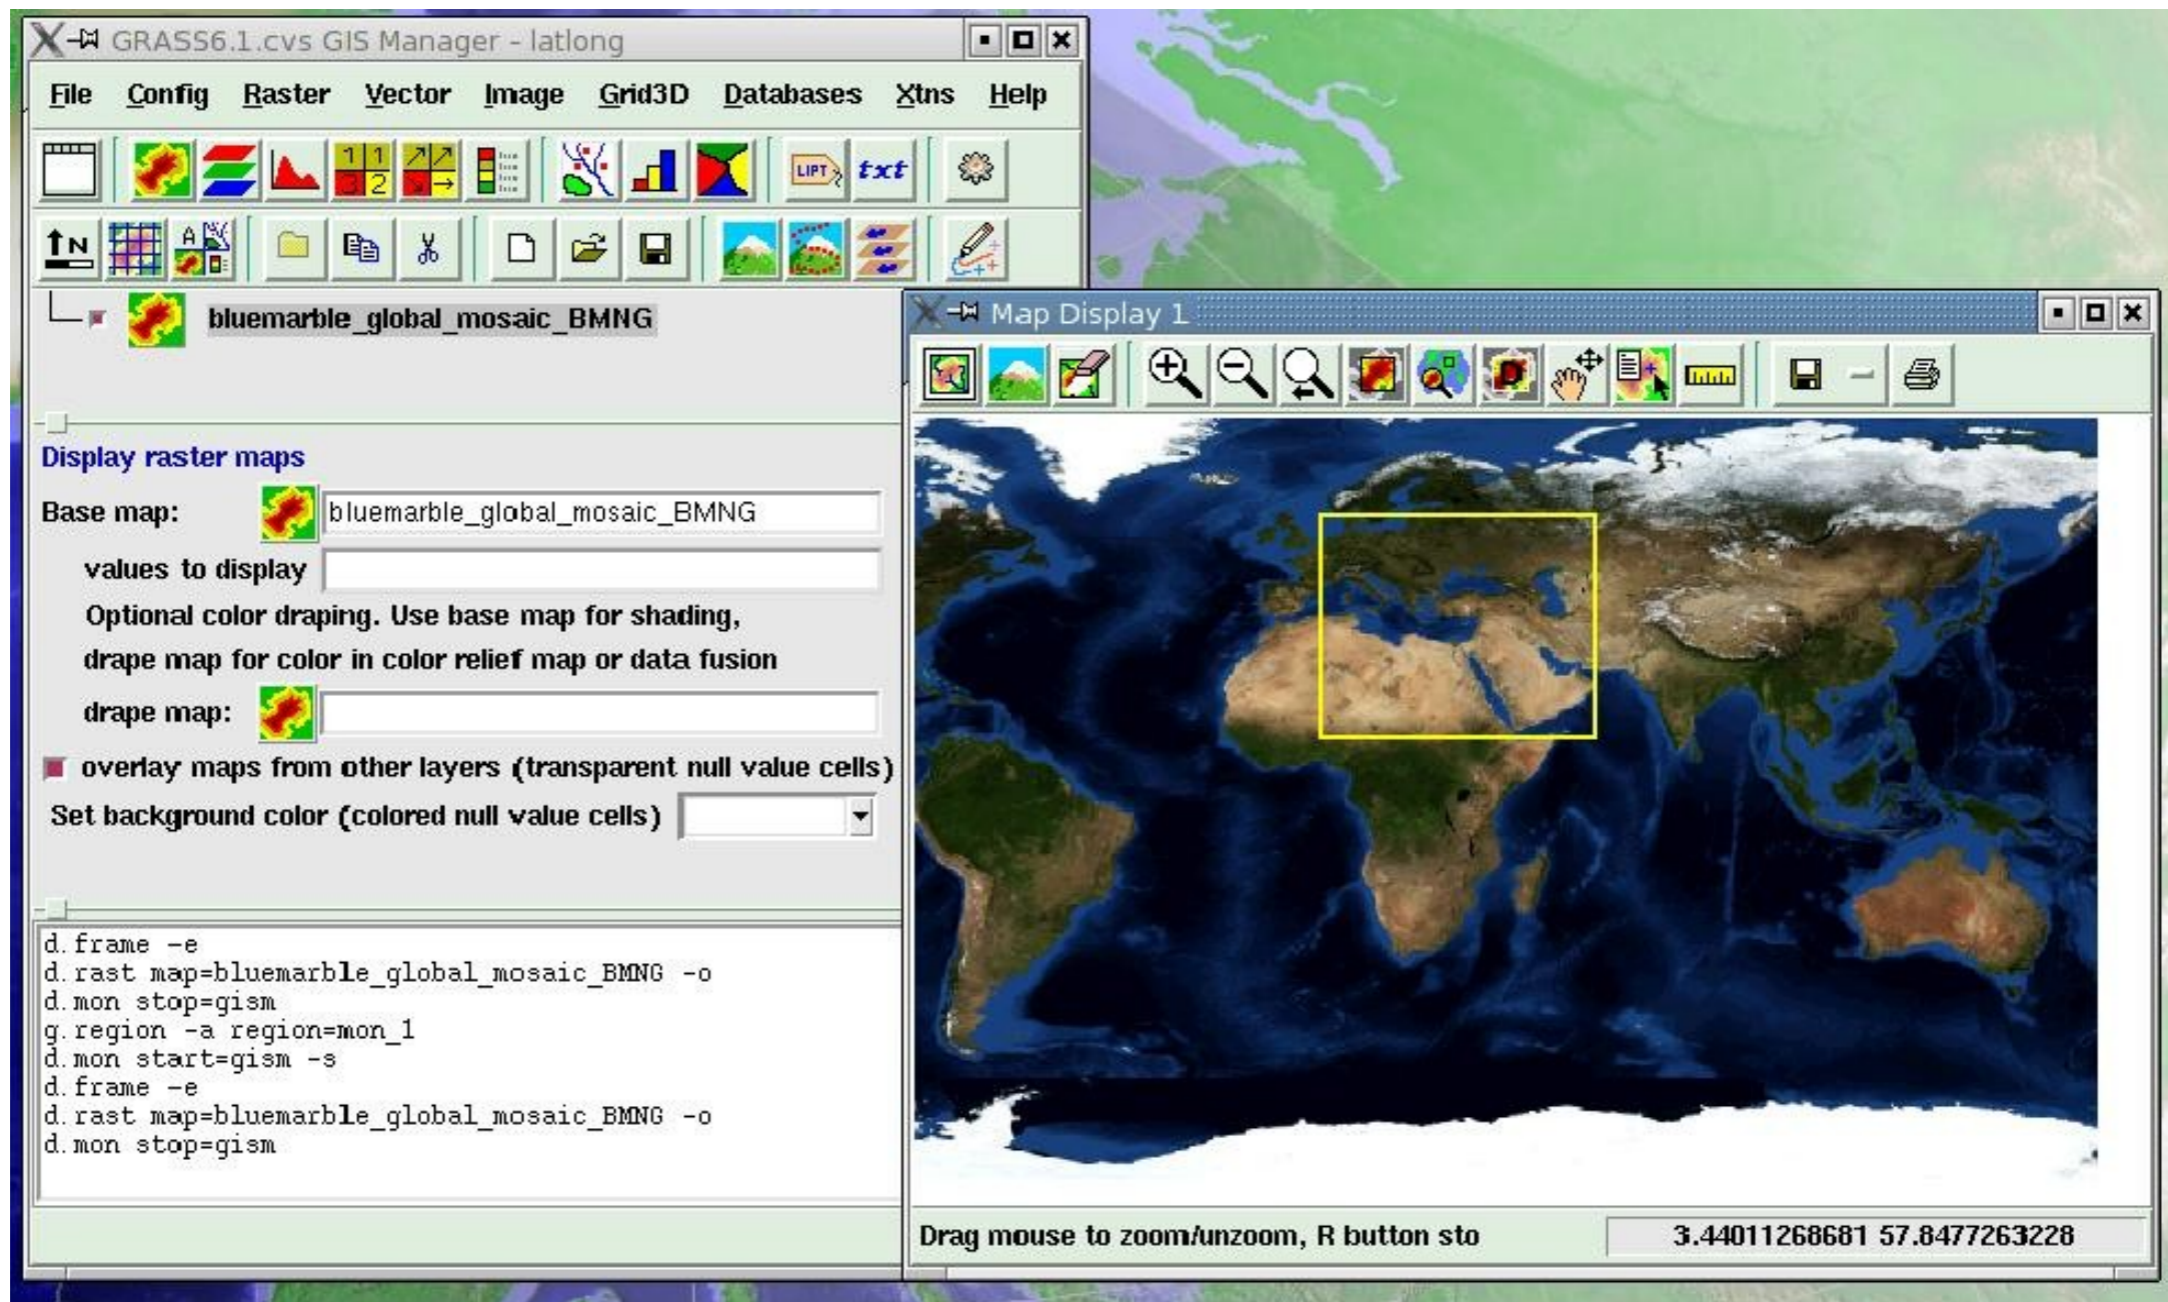 GRASS6.1.cvs GIS Manager - latlong
File Config Raster Vector Image Grid3D Databases Xtns Help
1 1
3 2
txt
N
A
bluemarble_global_mosaic_BMNG
Map Display 1
D
Display raster maps
Base map: bluemarble_global_mosaic_BMNG
values to display
Optional color draping. Use base map for shading,
drape map for color in color relief map or data fusion
drape map:
overlay maps from other layers (transparent null value cells)
Set background color (colored null value cells)
d.frame -e
d.rast map=bluemarble_global_mosaic_BMNG -o
d.mon stop=gism
g.region -a region=mon_1
d.mon start=gism -s
d.frame -e
d.rast map=bluemarble_global_mosaic_BMNG -o
d.mon stop=gism
Drag mouse to zoom/unzoom, R button sto
3.44011268681 57.8477263228